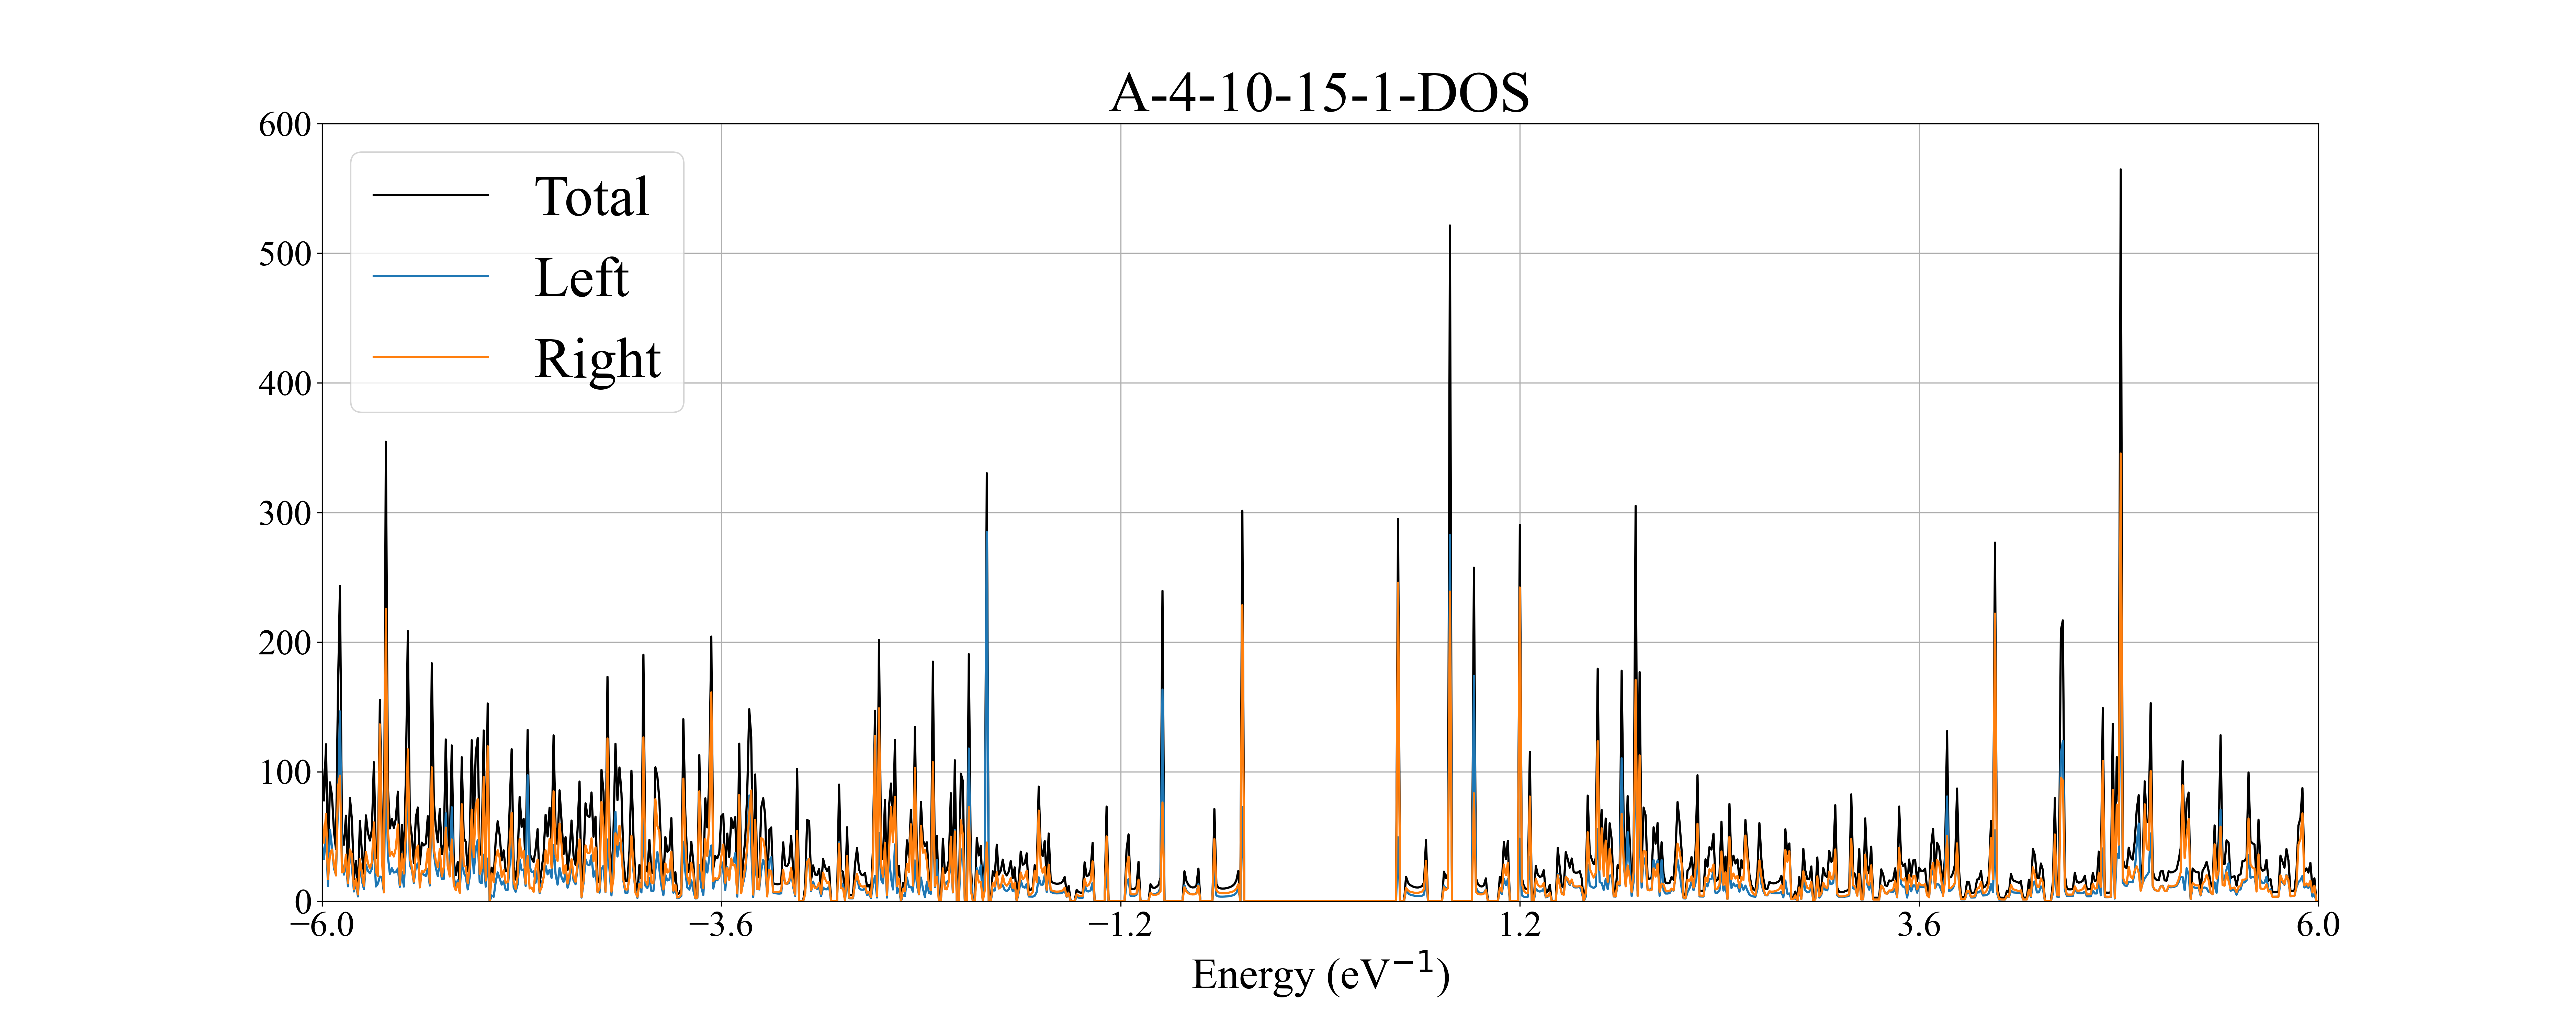 A-4-10-15-1-DOS
600
500
400
300
200
100
0
Total
Left
Right
−6.0 −3.6 −1.2 1.2 3.6 6.0
Energy (eV⁻¹)